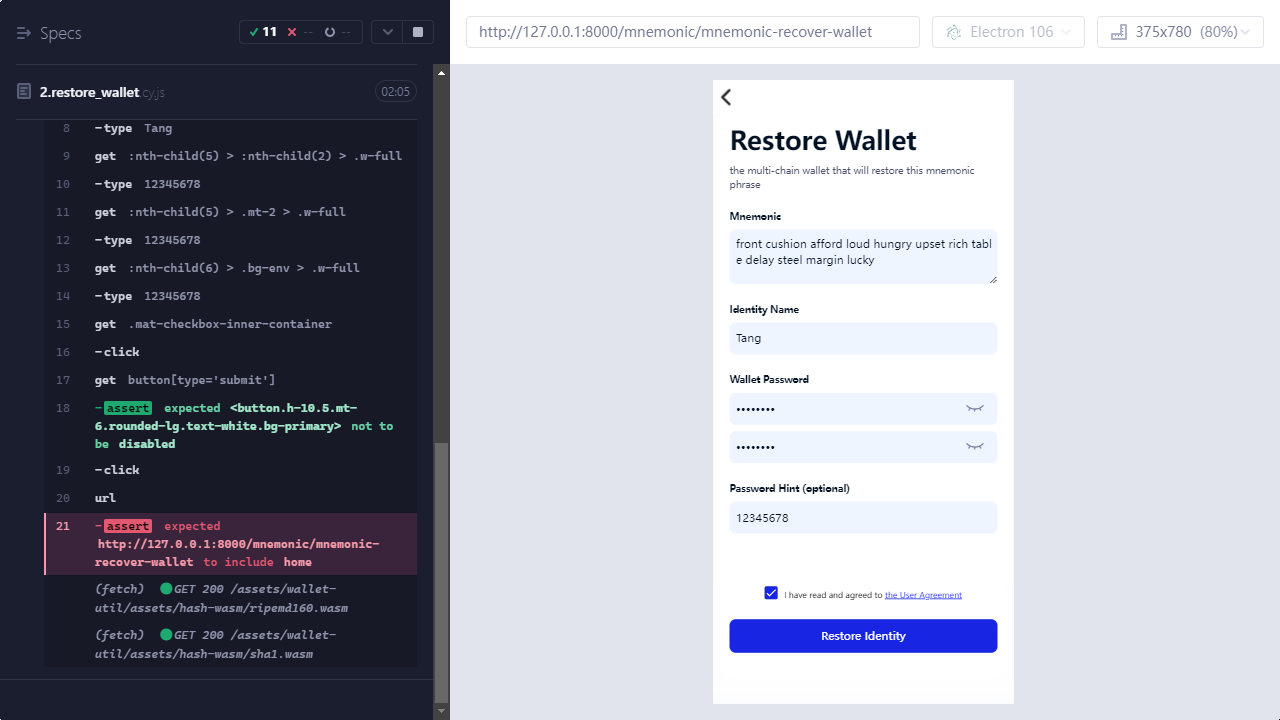 Specs
11
--
--
2.restore_wallet.cy.js
02:05
8 -type Tang
9 get :nth-child(5) > :nth-child(2) > .w-full
10 -type 12345678
11 get :nth-child(5) > .mt-2 > .w-full
12 -type 12345678
13 get :nth-child(6) > .bg-env > .w-full
14 -type 12345678
15 get .mat-checkbox-inner-container
16 -click
17 get button[type='submit']
18 -assert expected <button.h-10.5.mt-
6.rounded-lg.text-white.bg-primary> not to
be disabled
19 -click
20 url
21 -assert expected
http://127.0.0.1:8000/mnemonic/mnemonic-
recover-wallet to include home
(fetch) GET 200 /assets/wallet-
util/assets/hash-wasm/ripemd160.wasm
(fetch) GET 200 /assets/wallet-
util/assets/hash-wasm/sha1.wasm
http://127.0.0.1:8000/mnemonic/mnemonic-recover-wallet
Electron 106
375x780 (80%)
Restore Wallet
the multi-chain wallet that will restore this mnemonic
phrase
Mnemonic
front cushion afford loud hungry upset rich tabl
e delay steel margin lucky
Identity Name
Tang
Wallet Password
••••••••
••••••••
Password Hint (optional)
12345678
I have read and agreed to the User Agreement
Restore Identity